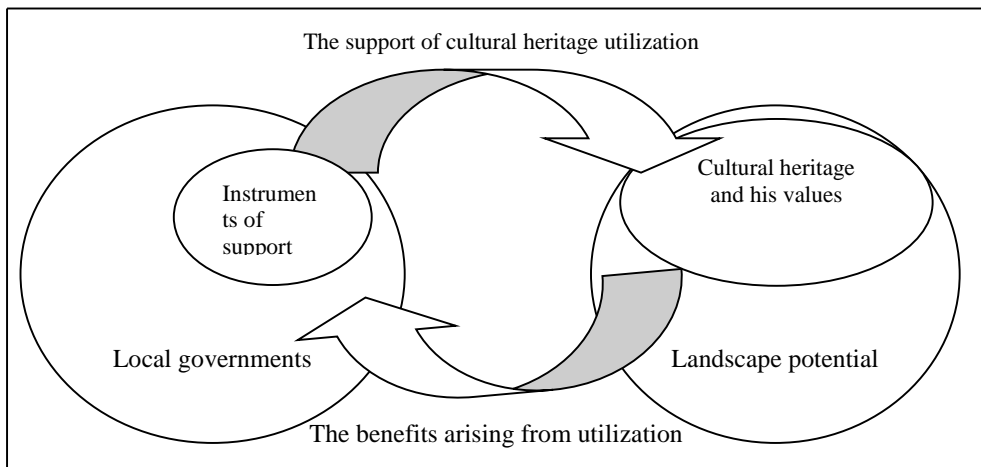 The support of cultural heritage utilization
Instrumen
ts of
support
Cultural heritage
and his values
Local governments
Landscape potential
The benefits arising from utilization